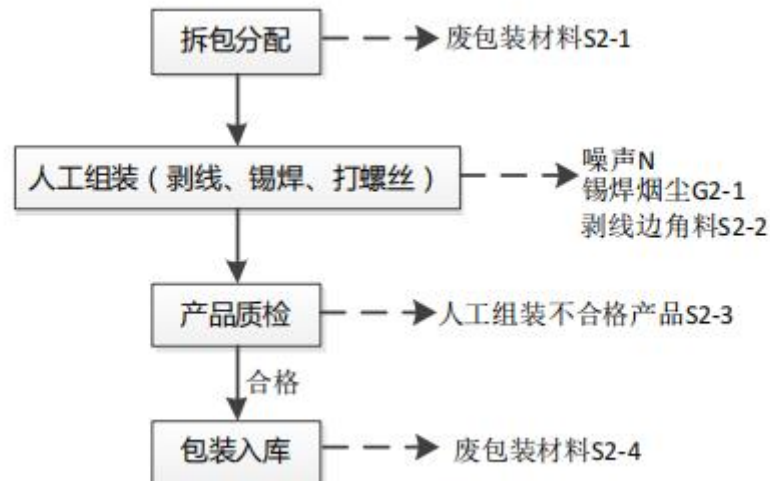 拆包分配
废包装材料S2-1
人工组装（剥线、锡焊、打螺丝）
噪声N
锡焊烟尘G2-1
剥线边角料S2-2
产品质检
人工组装不合格产品S2-3
合格
包装入库
废包装材料S2-4